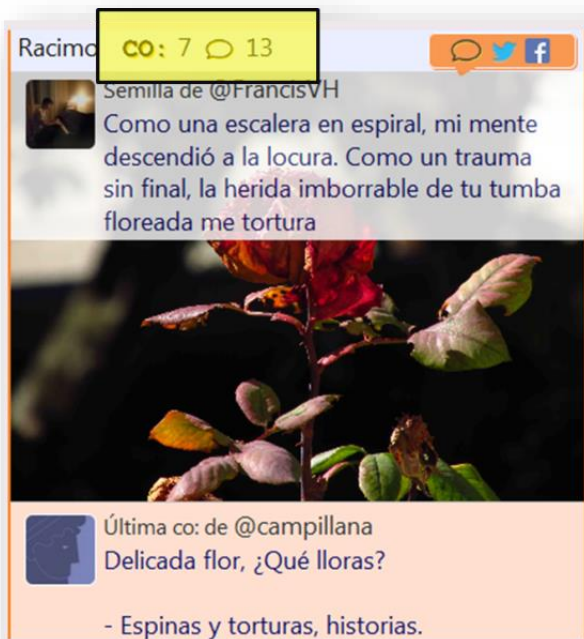 Racimo co: 7 13
Semilla de @FrancisVH
Como una escalera en espiral, mi mente
descendió a la locura. Como un trauma
sin final, la herida imborrable de tu tumba
floreada me tortura
Última co: de @campillana
Delicada flor, ¿Qué lloras?
- Espinas y torturas, historias.